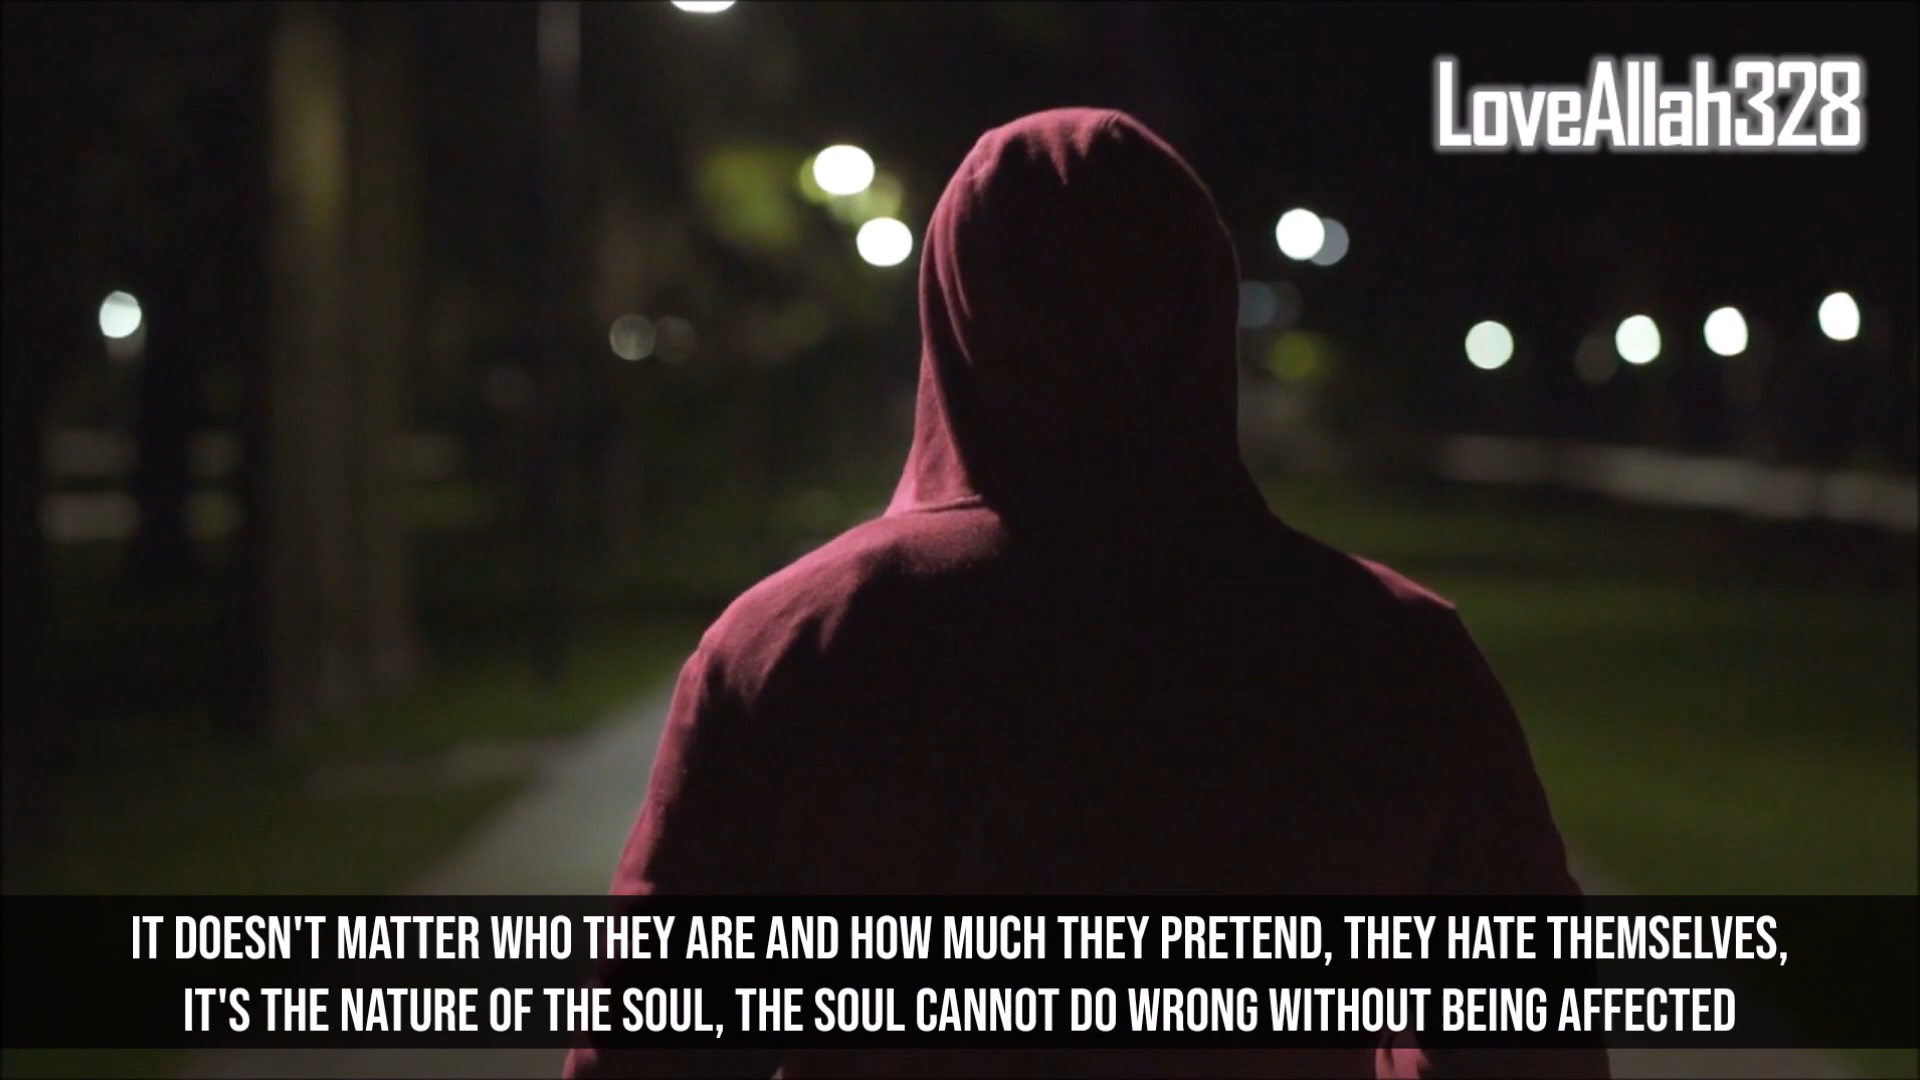 LoveAllah328
IT DOESN'T MATTER WHO THEY ARE AND HOW MUCH THEY PRETEND, THEY HATE THEMSELVES,
IT'S THE NATURE OF THE SOUL, THE SOUL CANNOT DO WRONG WITHOUT BEING AFFECTED